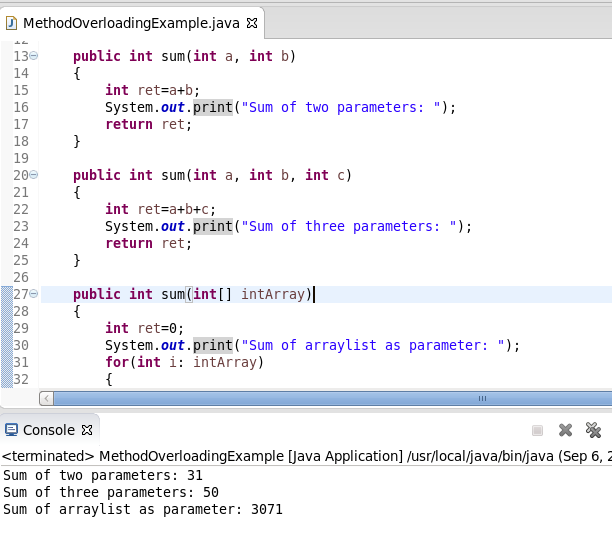 MethodOverloadingExample.java
12
13 public int sum(int a, int b)
14 {
15 int ret=a+b;
16 System.out.print("Sum of two parameters: ");
17 return ret;
18 }
19
20 public int sum(int a, int b, int c)
21 {
22 int ret=a+b+c;
23 System.out.print("Sum of three parameters: ");
24 return ret;
25 }
26
27 public int sum(int[] intArray)
28 {
29 int ret=0;
30 System.out.print("Sum of arraylist as parameter: ");
31 for(int i: intArray)
32 {
Console
<terminated> MethodOverloadingExample [Java Application] /usr/local/java/bin/java (Sep 6, 2
Sum of two parameters: 31
Sum of three parameters: 50
Sum of arraylist as parameter: 3071